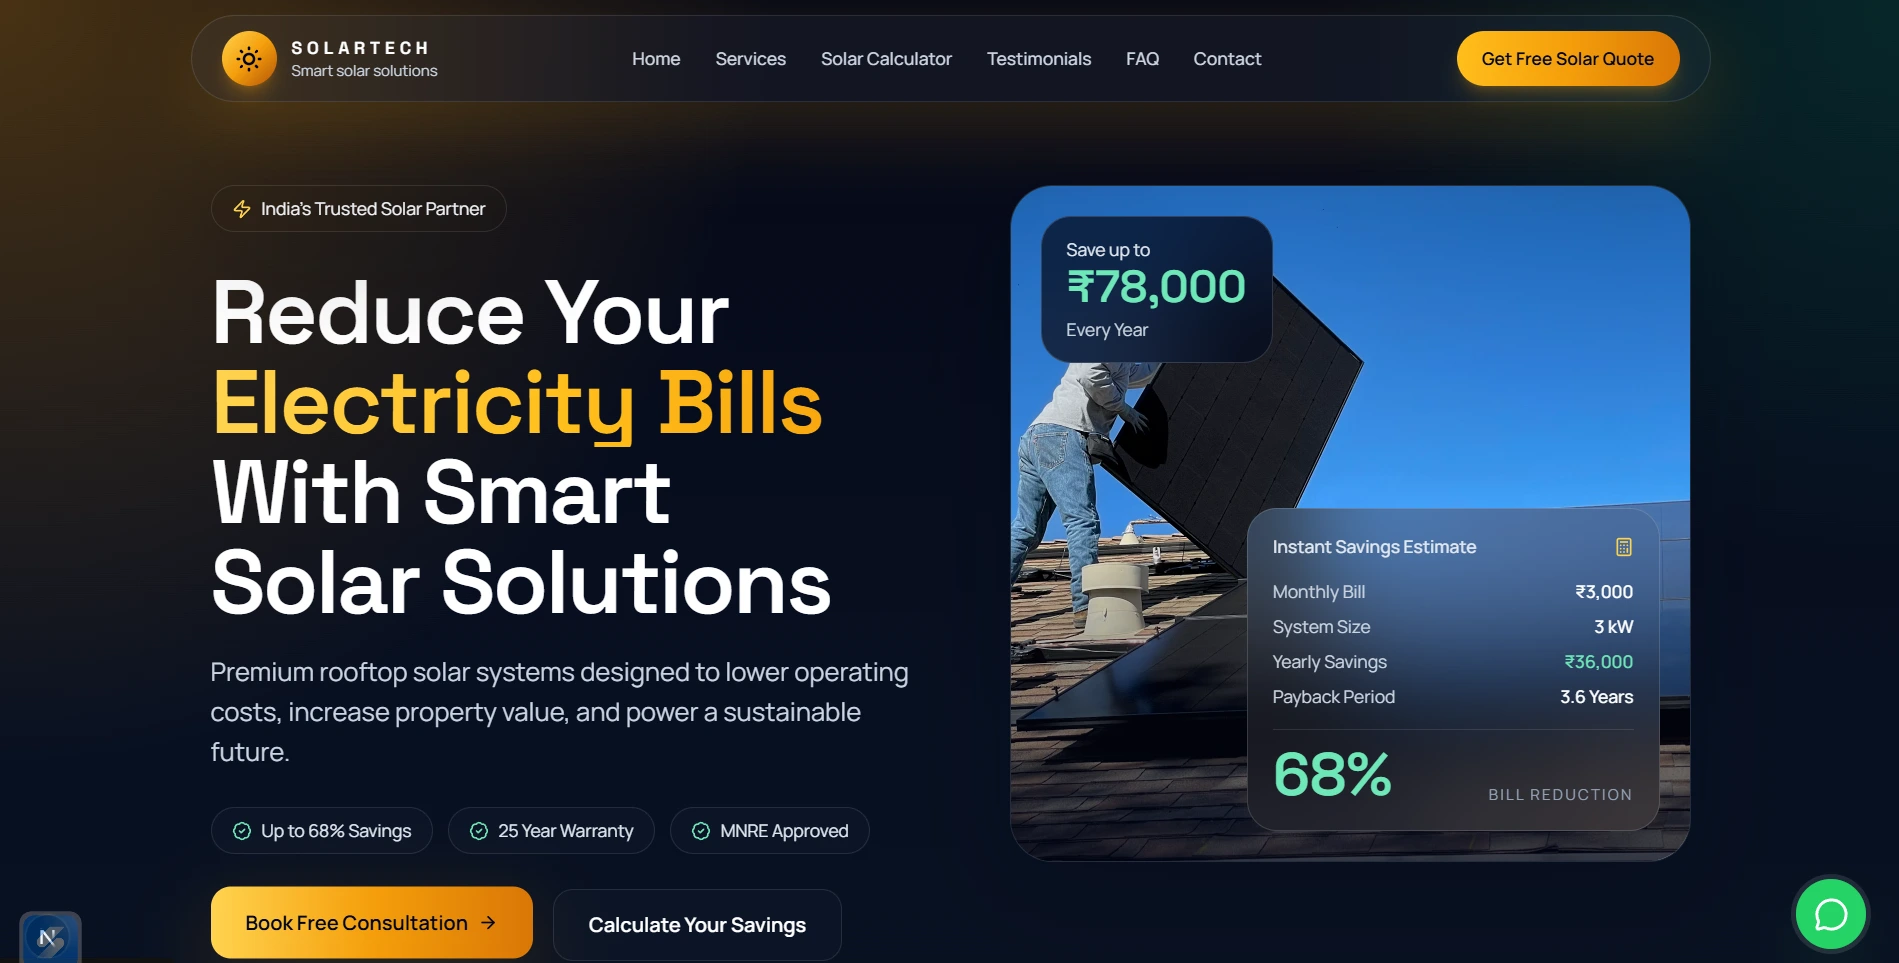 SOLARTECH
Smart solar solutions
Home
Services
Solar Calculator
Testimonials
FAQ
Contact
Get Free Solar Quote
India's Trusted Solar Partner
Reduce Your
Electricity Bills
With Smart
Solar Solutions
Premium rooftop solar systems designed to lower operating
costs, increase property value, and power a sustainable
future.
Up to 68% Savings
25 Year Warranty
MNRE Approved
Book Free Consultation →
Calculate Your Savings
Save up to
₹78,000
Every Year
Instant Savings Estimate
Monthly Bill ₹3,000
System Size 3 kW
Yearly Savings ₹36,000
Payback Period 3.6 Years
68% BILL REDUCTION
N